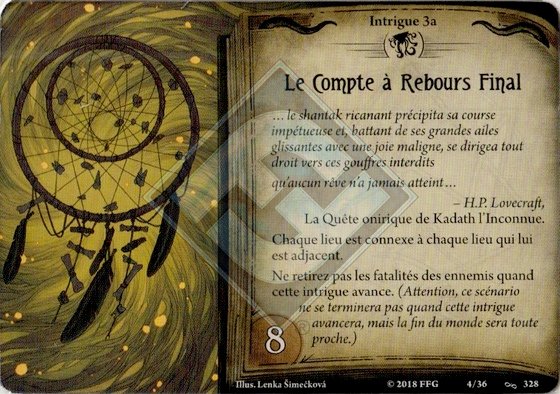 Intrigue 3a
Le Compte à Rebours Final
… le shantak ricanant précipita sa course
impétueuse et, battant de ses grandes ailes
glissantes avec une joie maligne, se dirigea tout
droit vers ces gouffres interdits
qu'aucun rêve n'a jamais atteint…
– H.P. Lovecraft,
La Quête onirique de Kadath l'Inconnue.
Chaque lieu est connexe à chaque lieu qui lui
est adjacent.
Ne retirez pas les fatalités des ennemis quand
cette intrigue avance. (Attention, ce scénario
ne se terminera pas quand cette intrigue
avancera, mais la fin du monde sera toute
proche.)
8
Illus. Lenka Šimečková © 2018 FFG 4/36 328